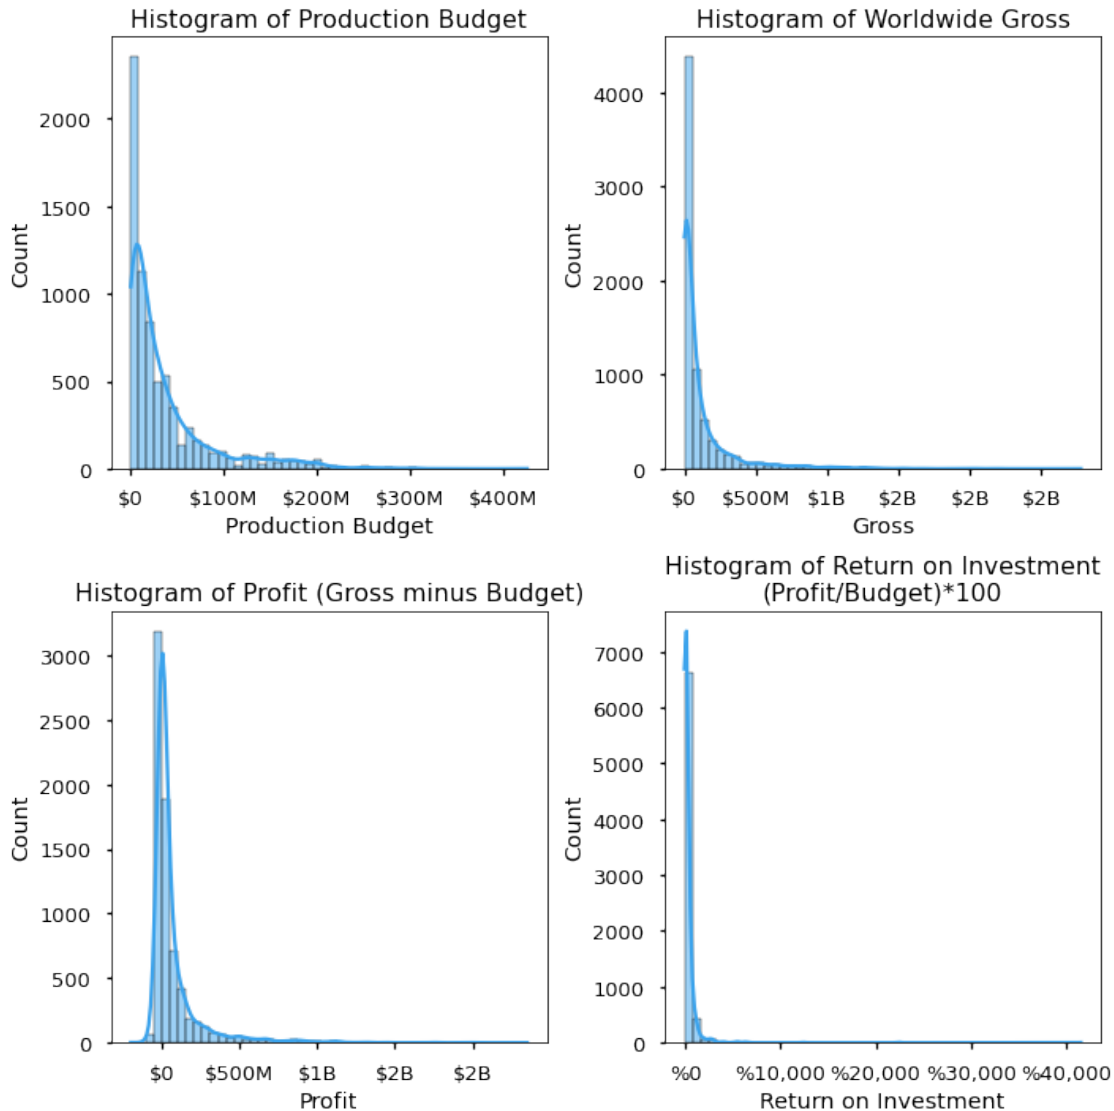 Histogram of Production Budget
Count
2000
1500
1000
500
0
$0 $100M $200M $300M $400M
Production Budget
Histogram of Worldwide Gross
Count
4000
3000
2000
1000
0
$0 $500M $1B $2B $2B $2B
Gross
Histogram of Profit (Gross minus Budget)
Count
3000
2500
2000
1500
1000
500
0
$0 $500M $1B $2B $2B
Profit
Histogram of Return on Investment
(Profit/Budget)*100
Count
7000
6000
5000
4000
3000
2000
1000
0
%0 %10,000 %20,000 %30,000 %40,000
Return on Investment